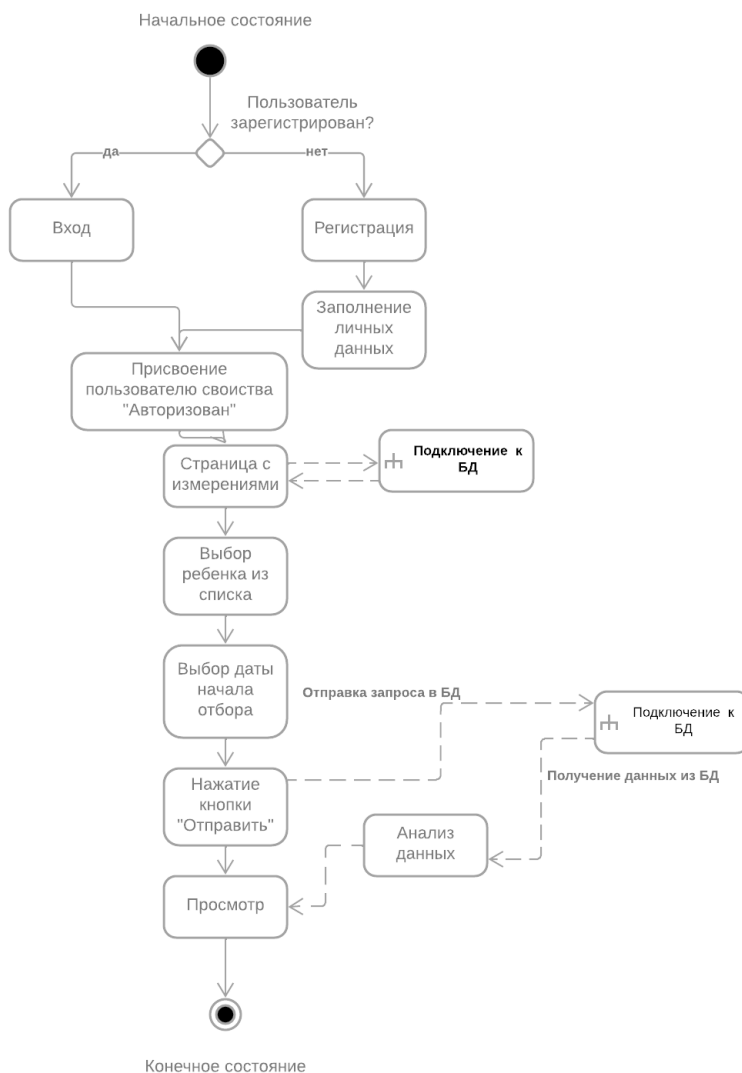 Начальное состояние
Пользователь
зарегистрирован?
да
нет
Вход
Регистрация
Заполнение
личных
данных
Присвоение
пользователю свойства
"Авторизован"
Страница с
измерениями
Подключение к
БД
Выбор
ребенка из
списка
Выбор даты
начала
отбора
Отправка запроса в БД
Подключение к
БД
Получение данных из БД
Нажатие
кнопки
"Отправить"
Анализ
данных
Просмотр
Конечное состояние